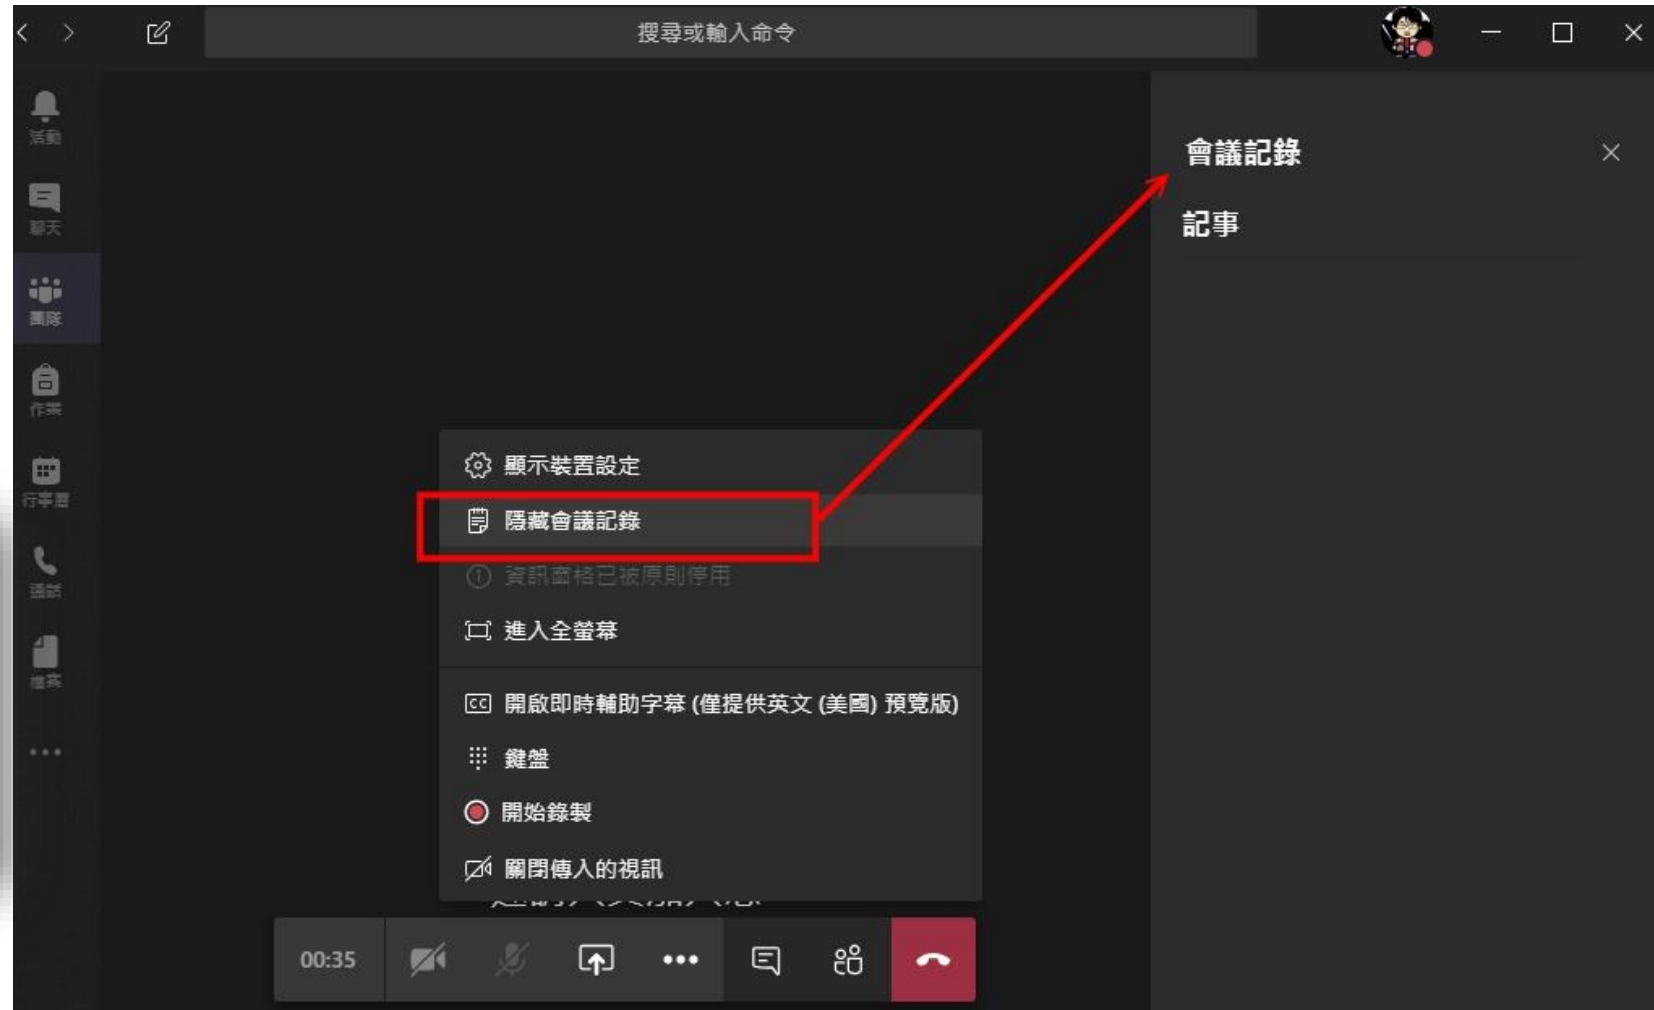 搜尋或輸入命令
活動
聊天
團隊
作業
行事曆
通話
檔案
會議記錄
記事
顯示裝置設定
隱藏會議記錄
資訊窗格已被原則停用
進入全螢幕
CC 開啟即時輔助字幕 (僅提供英文 (美國) 預覽版)
鍵盤
開始錄製
關閉傳入的視訊
00:35